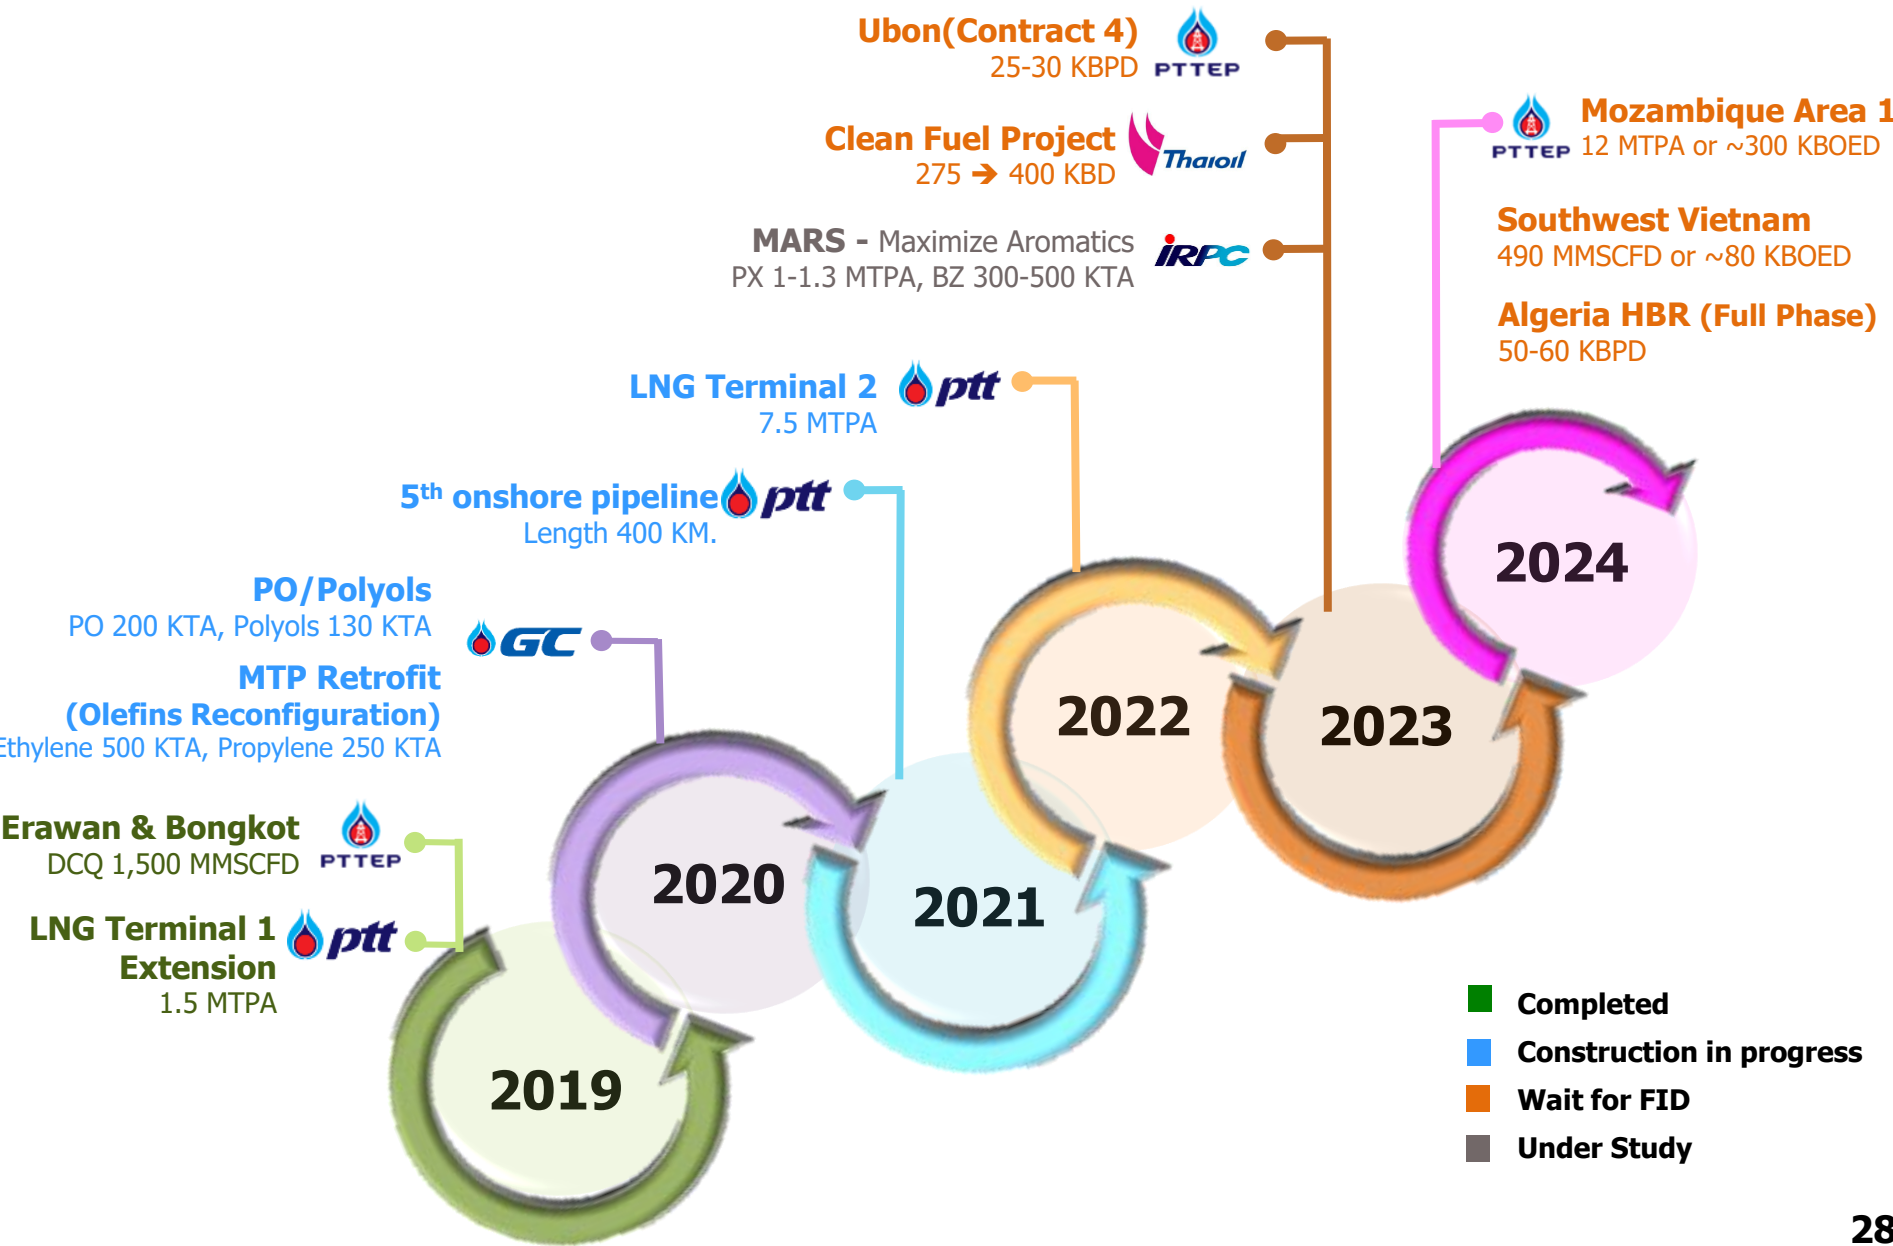 Ubon(Contract 4)
25-30 KBPD
PTTEP
Clean Fuel Project
275 ➔ 400 KBD
Thaioil
MARS - Maximize Aromatics
PX 1-1.3 MTPA, BZ 300-500 KTA
IRPC
Mozambique Area 1
12 MTPA or ~300 KBOED
PTTEP
Southwest Vietnam
490 MMSCFD or ~80 KBOED
Algeria HBR (Full Phase)
50-60 KBPD
LNG Terminal 2
7.5 MTPA
ptt
5th onshore pipeline
Length 400 KM.
ptt
PO/Polyols
PO 200 KTA, Polyols 130 KTA
GC
MTP Retrofit
(Olefins Reconfiguration)
Ethylene 500 KTA, Propylene 250 KTA
Erawan & Bongkot
DCQ 1,500 MMSCFD
PTTEP
LNG Terminal 1
Extension
1.5 MTPA
ptt
2019
2020
2021
2022
2023
2024
Completed
Construction in progress
Wait for FID
Under Study
28